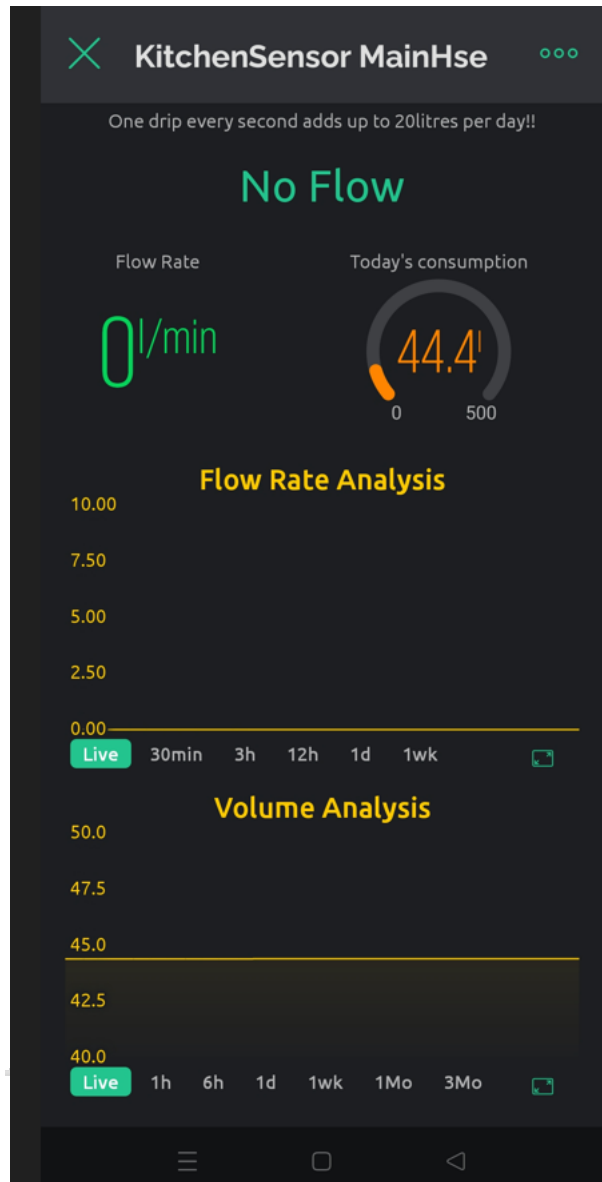 KitchenSensor MainHse
One drip every second adds up to 20litres per day!!
No Flow
Flow Rate
Today's consumption
0 l/min
44.4 l
0 500
Flow Rate Analysis
10.00
7.50
5.00
2.50
0.00
Live 30min 3h 12h 1d 1wk
Volume Analysis
50.0
47.5
45.0
42.5
40.0
Live 1h 6h 1d 1wk 1Mo 3Mo